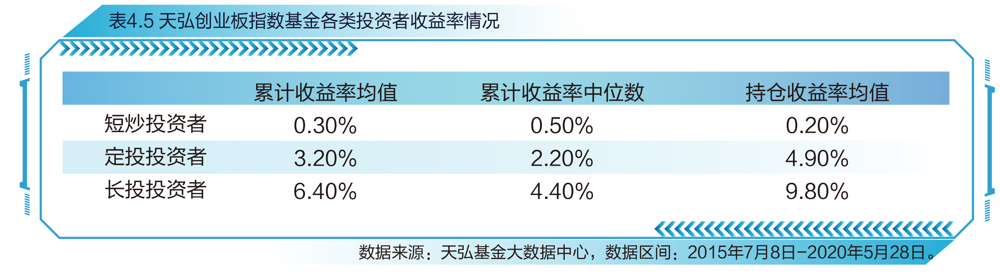 表4.5 天弘创业板指数基金各类投资者收益率情况
累计收益率均值 累计收益率中位数 持仓收益率均值
短炒投资者 0.30% 0.50% 0.20%
定投投资者 3.20% 2.20% 4.90%
长投投资者 6.40% 4.40% 9.80%
数据来源：天弘基金大数据中心，数据区间：2015年7月8日-2020年5月28日。